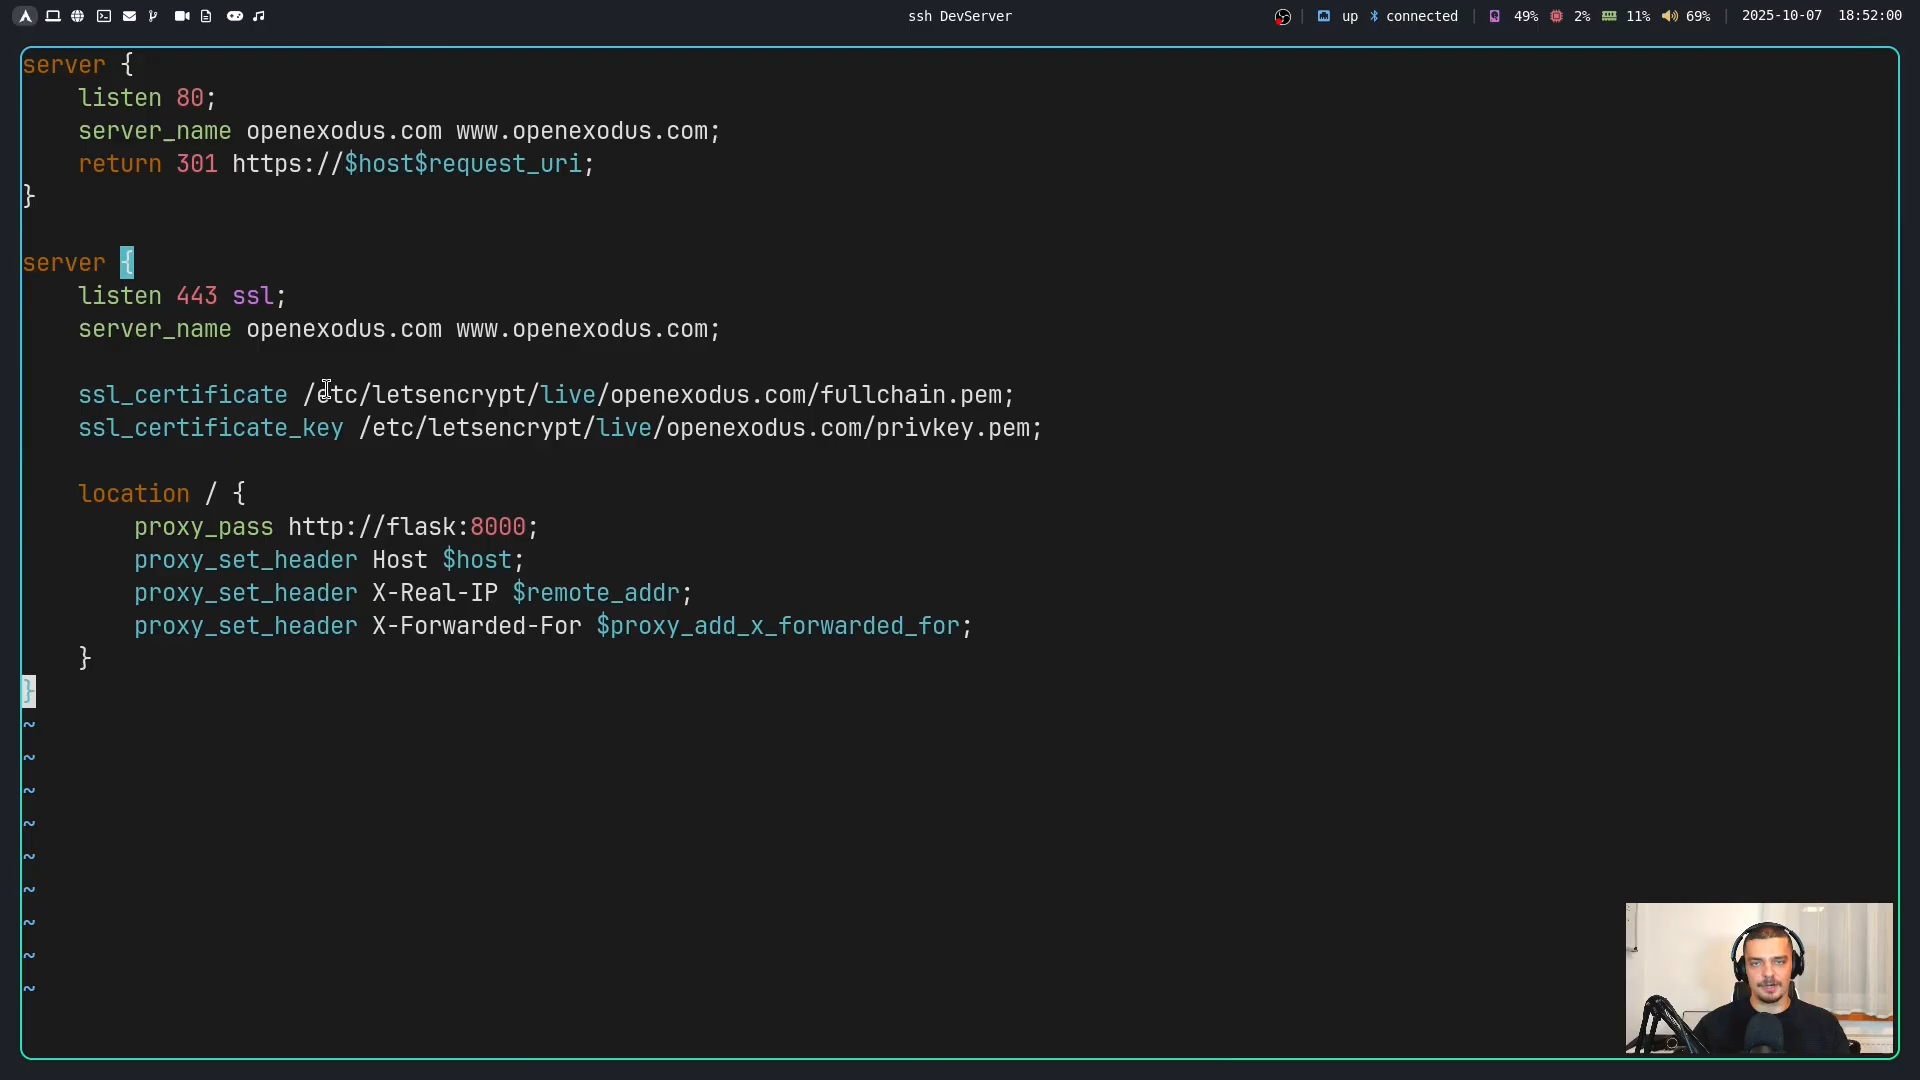 ssh DevServer
up connected | 49% 2% 11% 69% | 2025-10-07 18:52:00
server {
    listen 80;
    server_name openexodus.com www.openexodus.com;
    return 301 https://$host$request_uri;
}
server {
    listen 443 ssl;
    server_name openexodus.com www.openexodus.com;
    ssl_certificate /etc/letsencrypt/live/openexodus.com/fullchain.pem;
    ssl_certificate_key /etc/letsencrypt/live/openexodus.com/privkey.pem;
    location / {
        proxy_pass http://flask:8000;
        proxy_set_header Host $host;
        proxy_set_header X-Real-IP $remote_addr;
        proxy_set_header X-Forwarded-For $proxy_add_x_forwarded_for;
    }
}
~
~
~
~
~
~
~
~
~